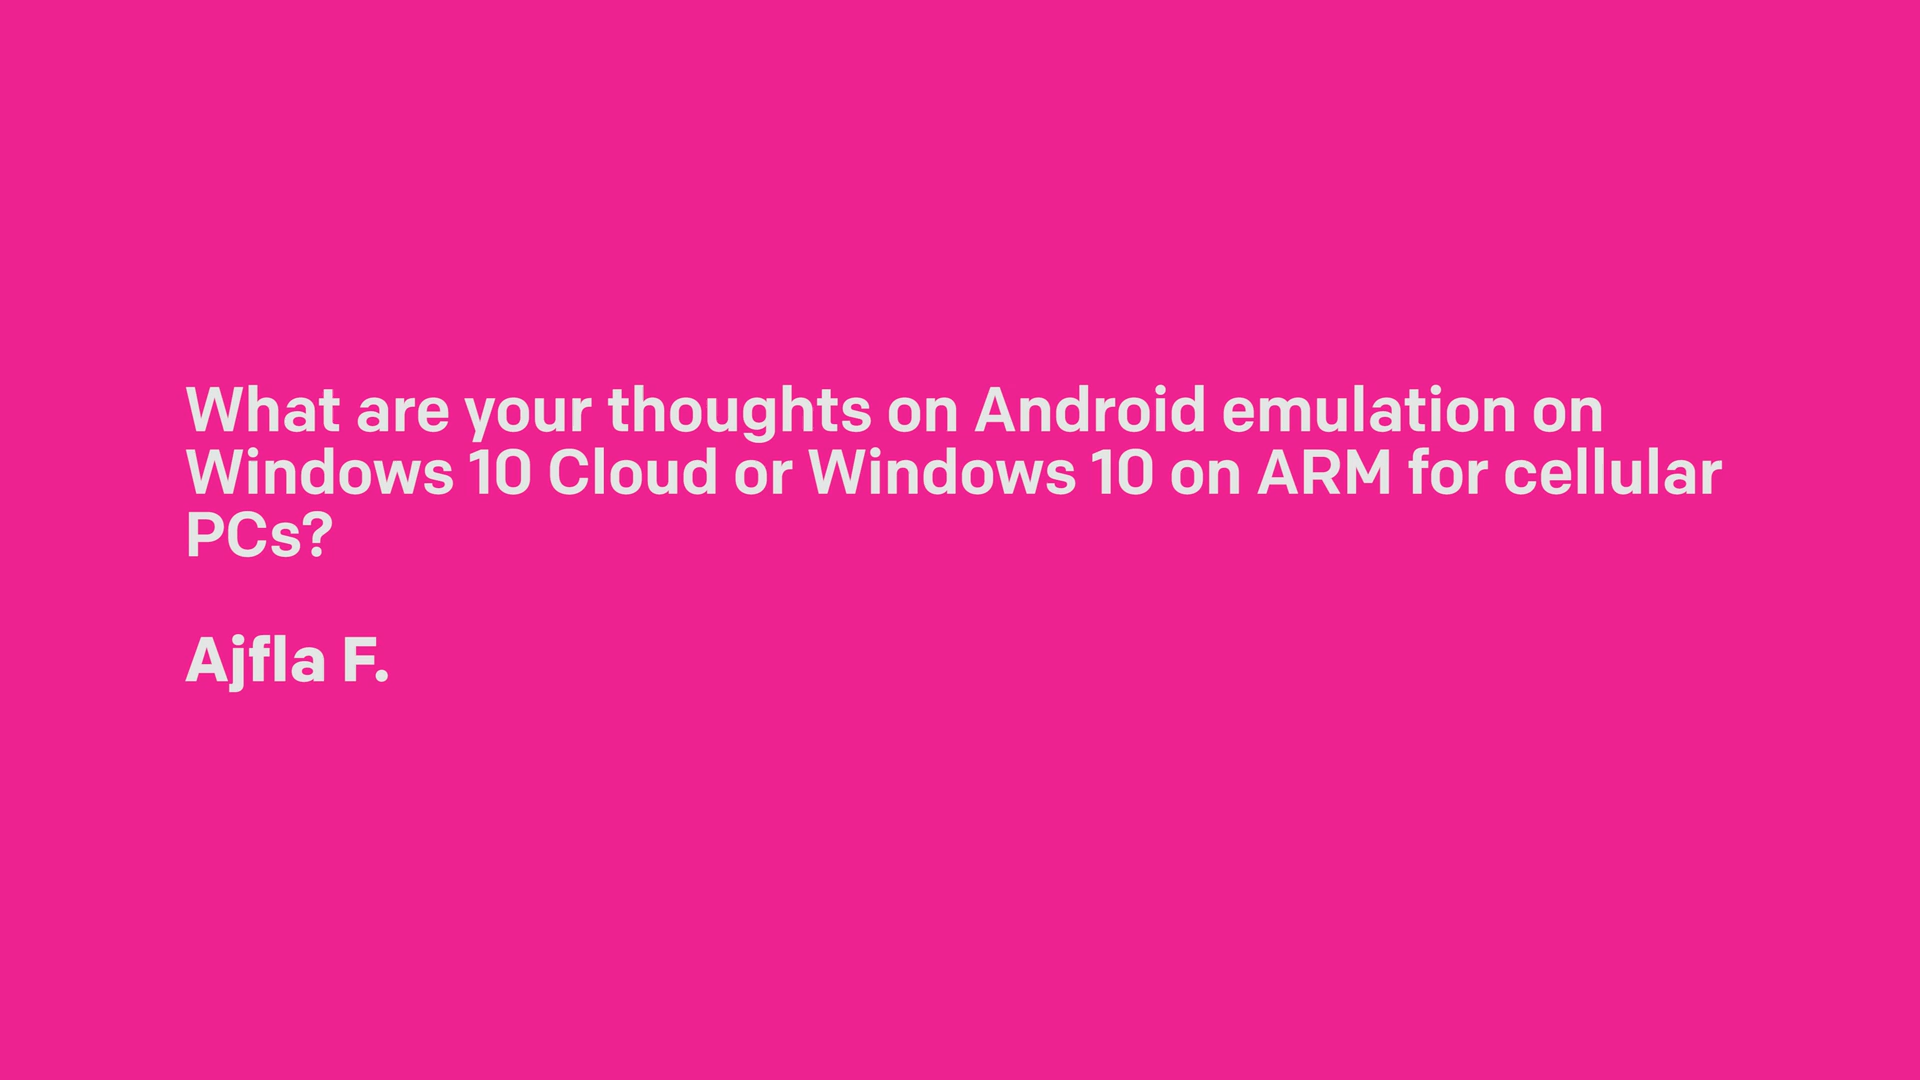 What are your thoughts on Android emulation on
Windows 10 Cloud or Windows 10 on ARM for cellular
PCs?
Ajfla F.